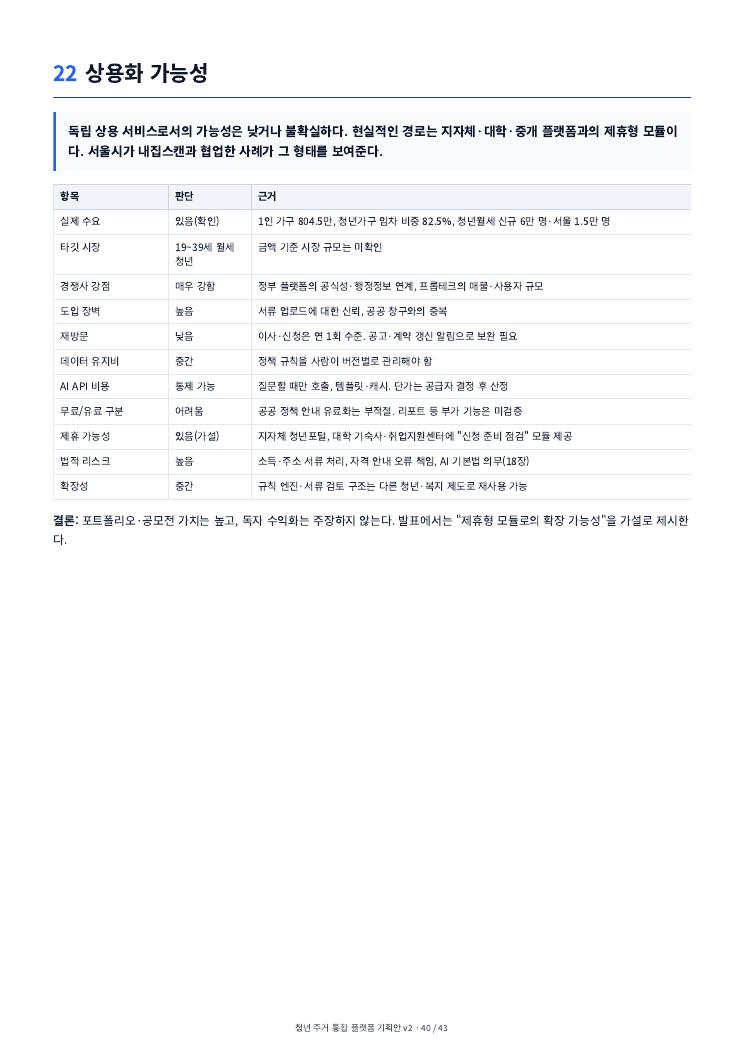 22 상용화 가능성
독립 상용 서비스로서의 가능성은 낮거나 불확실하다. 현실적인 경로는 지자체·대학·중개 플랫폼과의 제휴형 모듈이
다. 서울시가 내집스캔과 협업한 사례가 그 형태를 보여준다.
항목 판단 근거
실제 수요 있음(확인) 1인 가구 804.5만, 청년가구 임차 비중 82.5%, 청년월세 신규 6만 명·서울 1.5만 명
타깃 시장 19~39세 월세 금액 기준 시장 규모는 미확인
청년
경쟁사 강점 매우 강함 정부 플랫폼의 공식성·행정정보 연계, 프롭테크의 매물·사용자 규모
도입 장벽 높음 서류 업로드에 대한 신뢰, 공공 창구와의 중복
재방문 낮음 이사·신청은 연 1회 수준. 공고·계약 갱신 알림으로 보완 필요
데이터 유지비 중간 정책 규칙을 사람이 버전별로 관리해야 함
AI API 비용 통제 가능 질문할 때만 호출, 템플릿·캐시. 단가는 공급자 결정 후 산정
무료/유료 구분 어려움 공공 정책 안내 유료화는 부적절. 리포트 등 부가 기능은 미검증
제휴 가능성 있음(가설) 지자체 청년포털, 대학 기숙사·취업지원센터에 "신청 준비 점검" 모듈 제공
법적 리스크 높음 소득·주소 서류 처리, 자격 안내 오류 책임, AI 기본법 의무(18장)
확장성 중간 규칙 엔진·서류 검토 구조는 다른 청년·복지 제도로 재사용 가능
결론: 포트폴리오·공모전 가치는 높고, 독자 수익화는 주장하지 않는다. 발표에서는 "제휴형 모듈로의 확장 가능성"을 가설로 제시한
다.
청년 주거 통합 플랫폼 기획안 v2 · 40 / 43